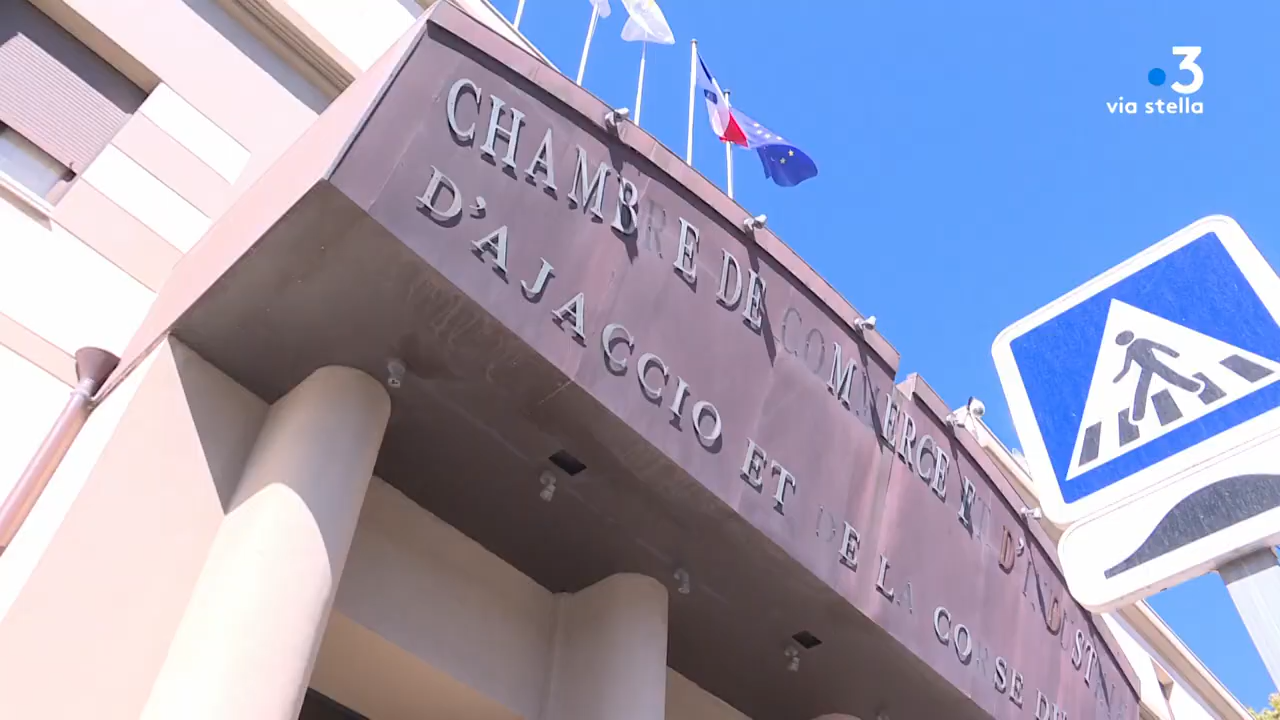 3
via stella
CHAMBRE DE COMMERCE ET D'INDUSTRIE
D'AJACCIO ET DE LA CORSE DU